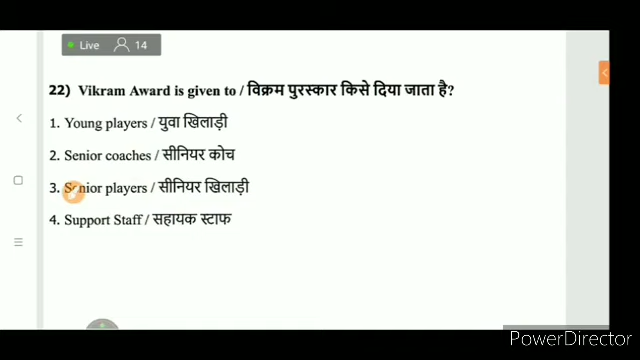 Live 14
22) Vikram Award is given to / विक्रम पुरस्कार किसे दिया जाता है?
1. Young players / युवा खिलाड़ी
2. Senior coaches / सीनियर कोच
3. Senior players / सीनियर खिलाड़ी
4. Support Staff / सहायक स्टाफ
PowerDirector